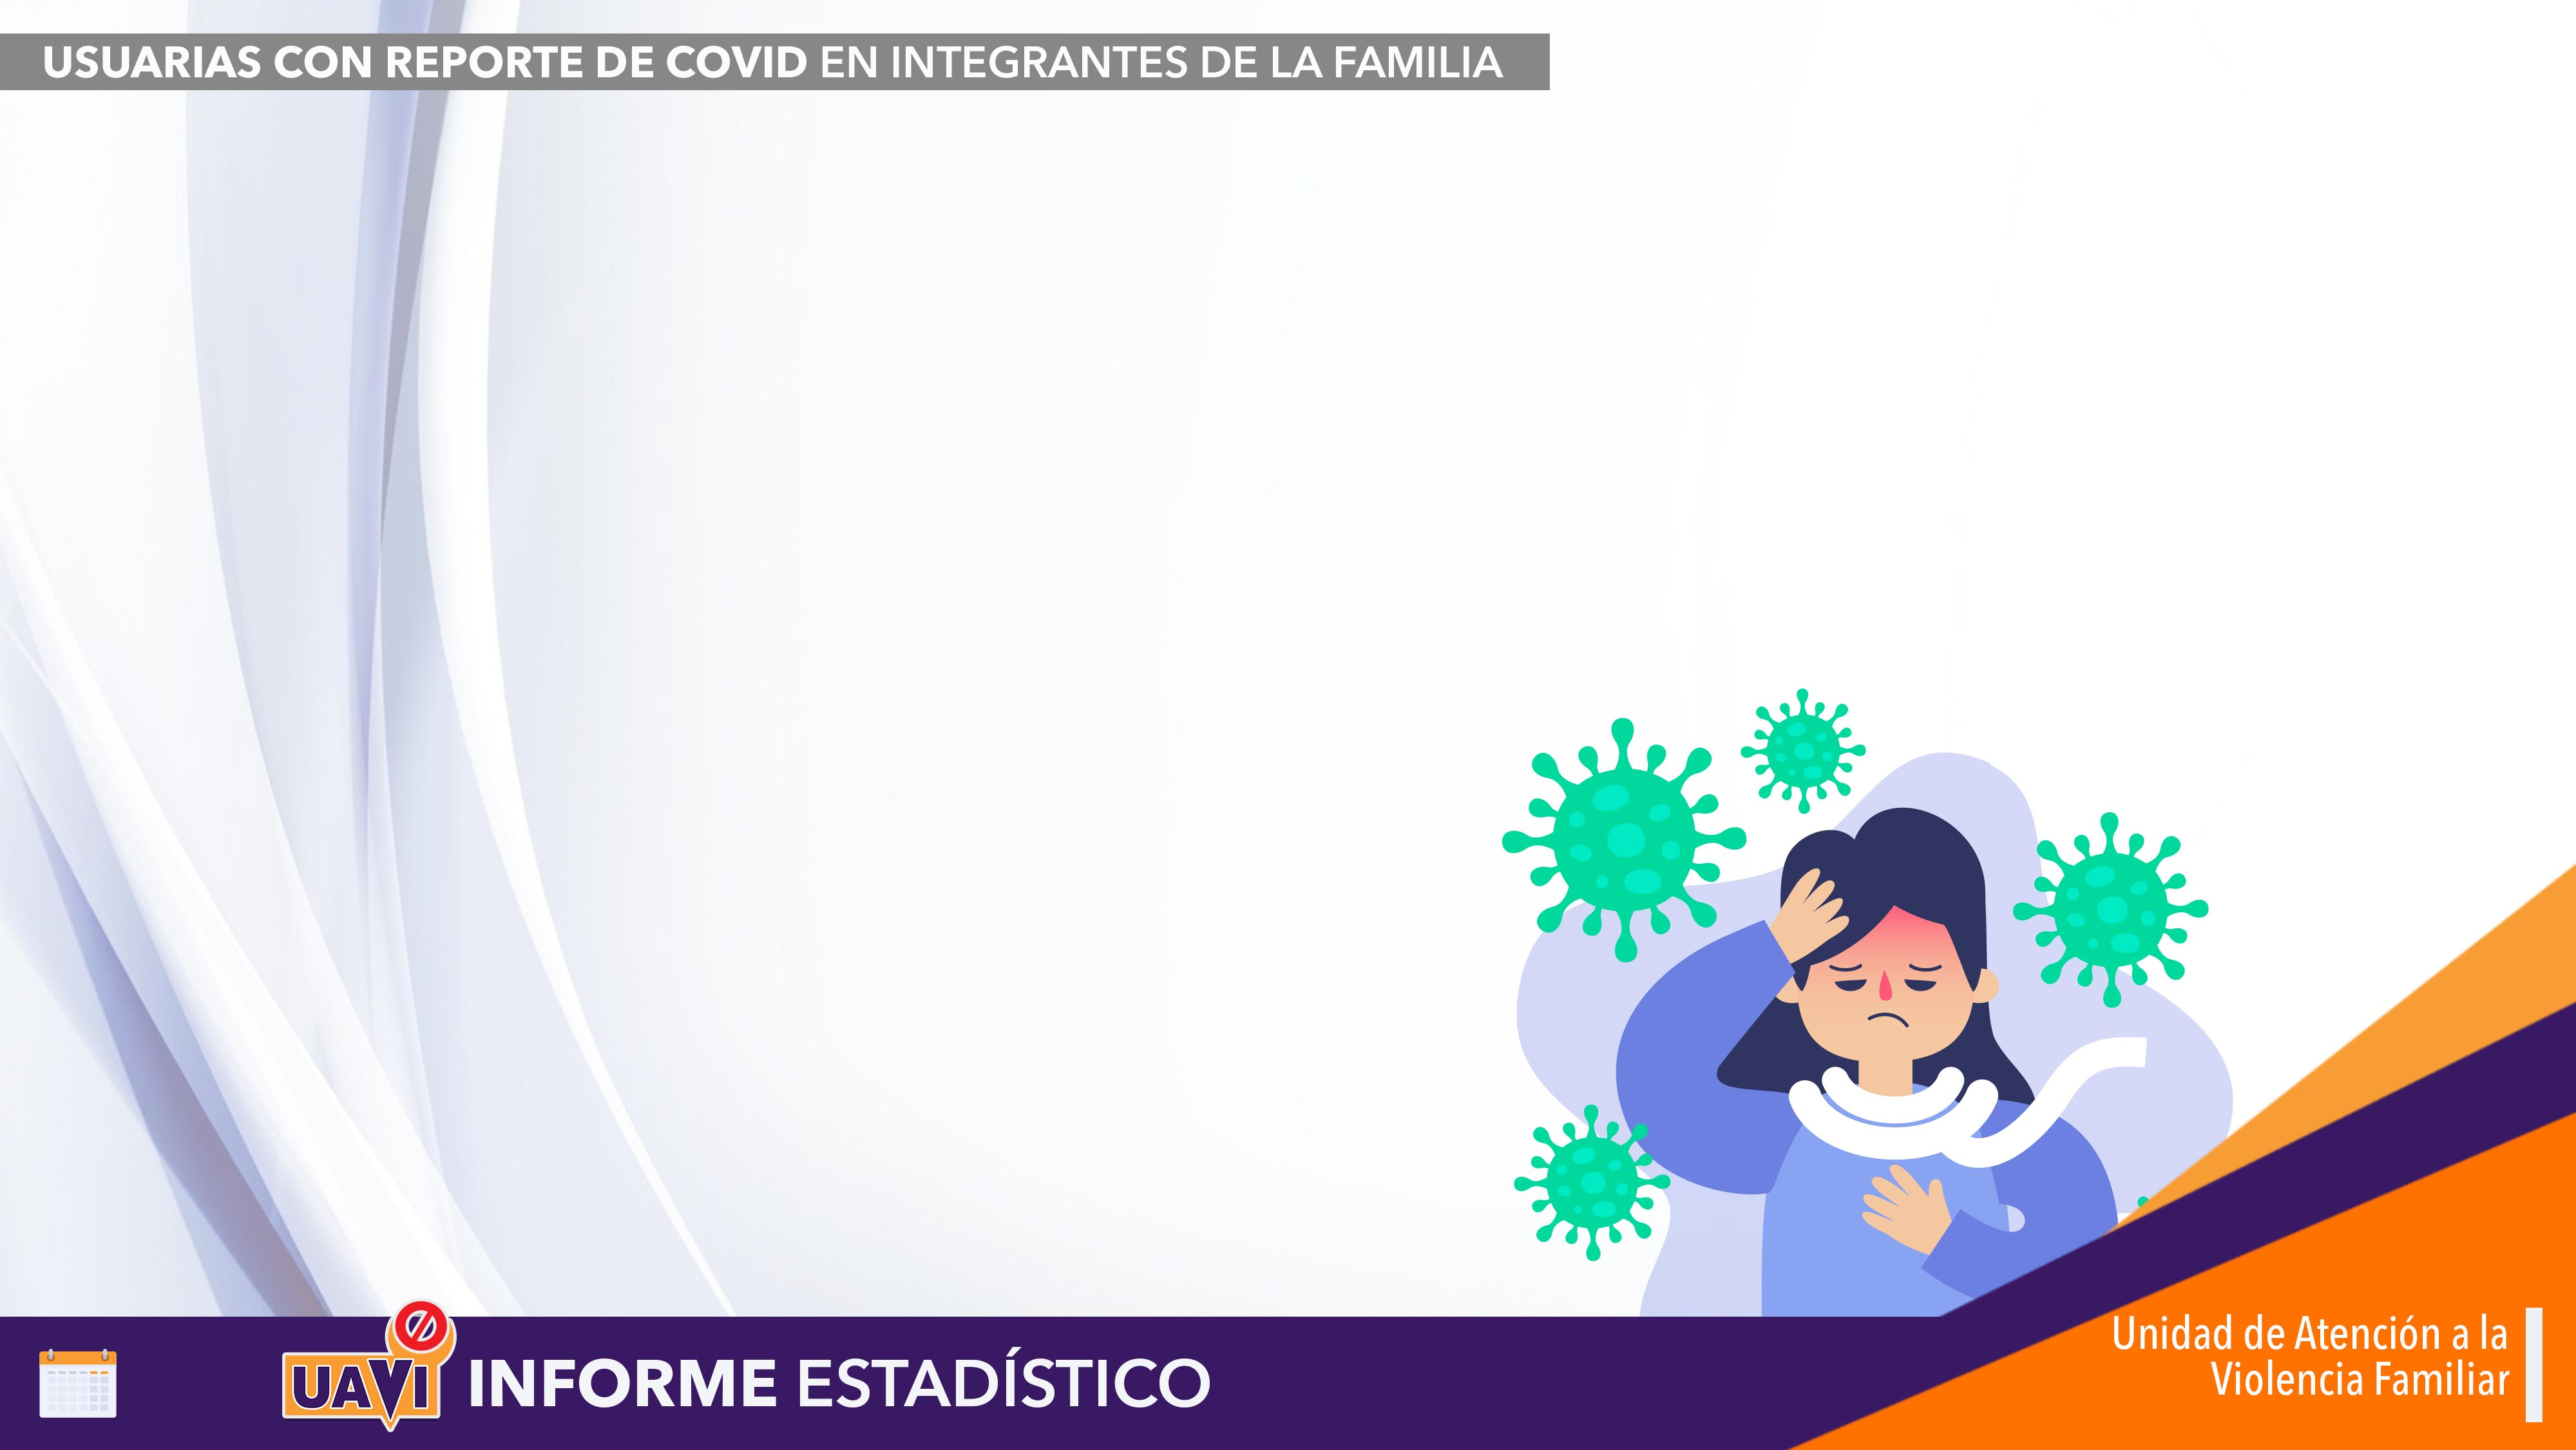 USUARIAS CON REPORTE DE COVID EN INTEGRANTES DE LA FAMILIA
UAVI INFORME ESTADÍSTICO
Unidad de Atención a la
Violencia Familiar